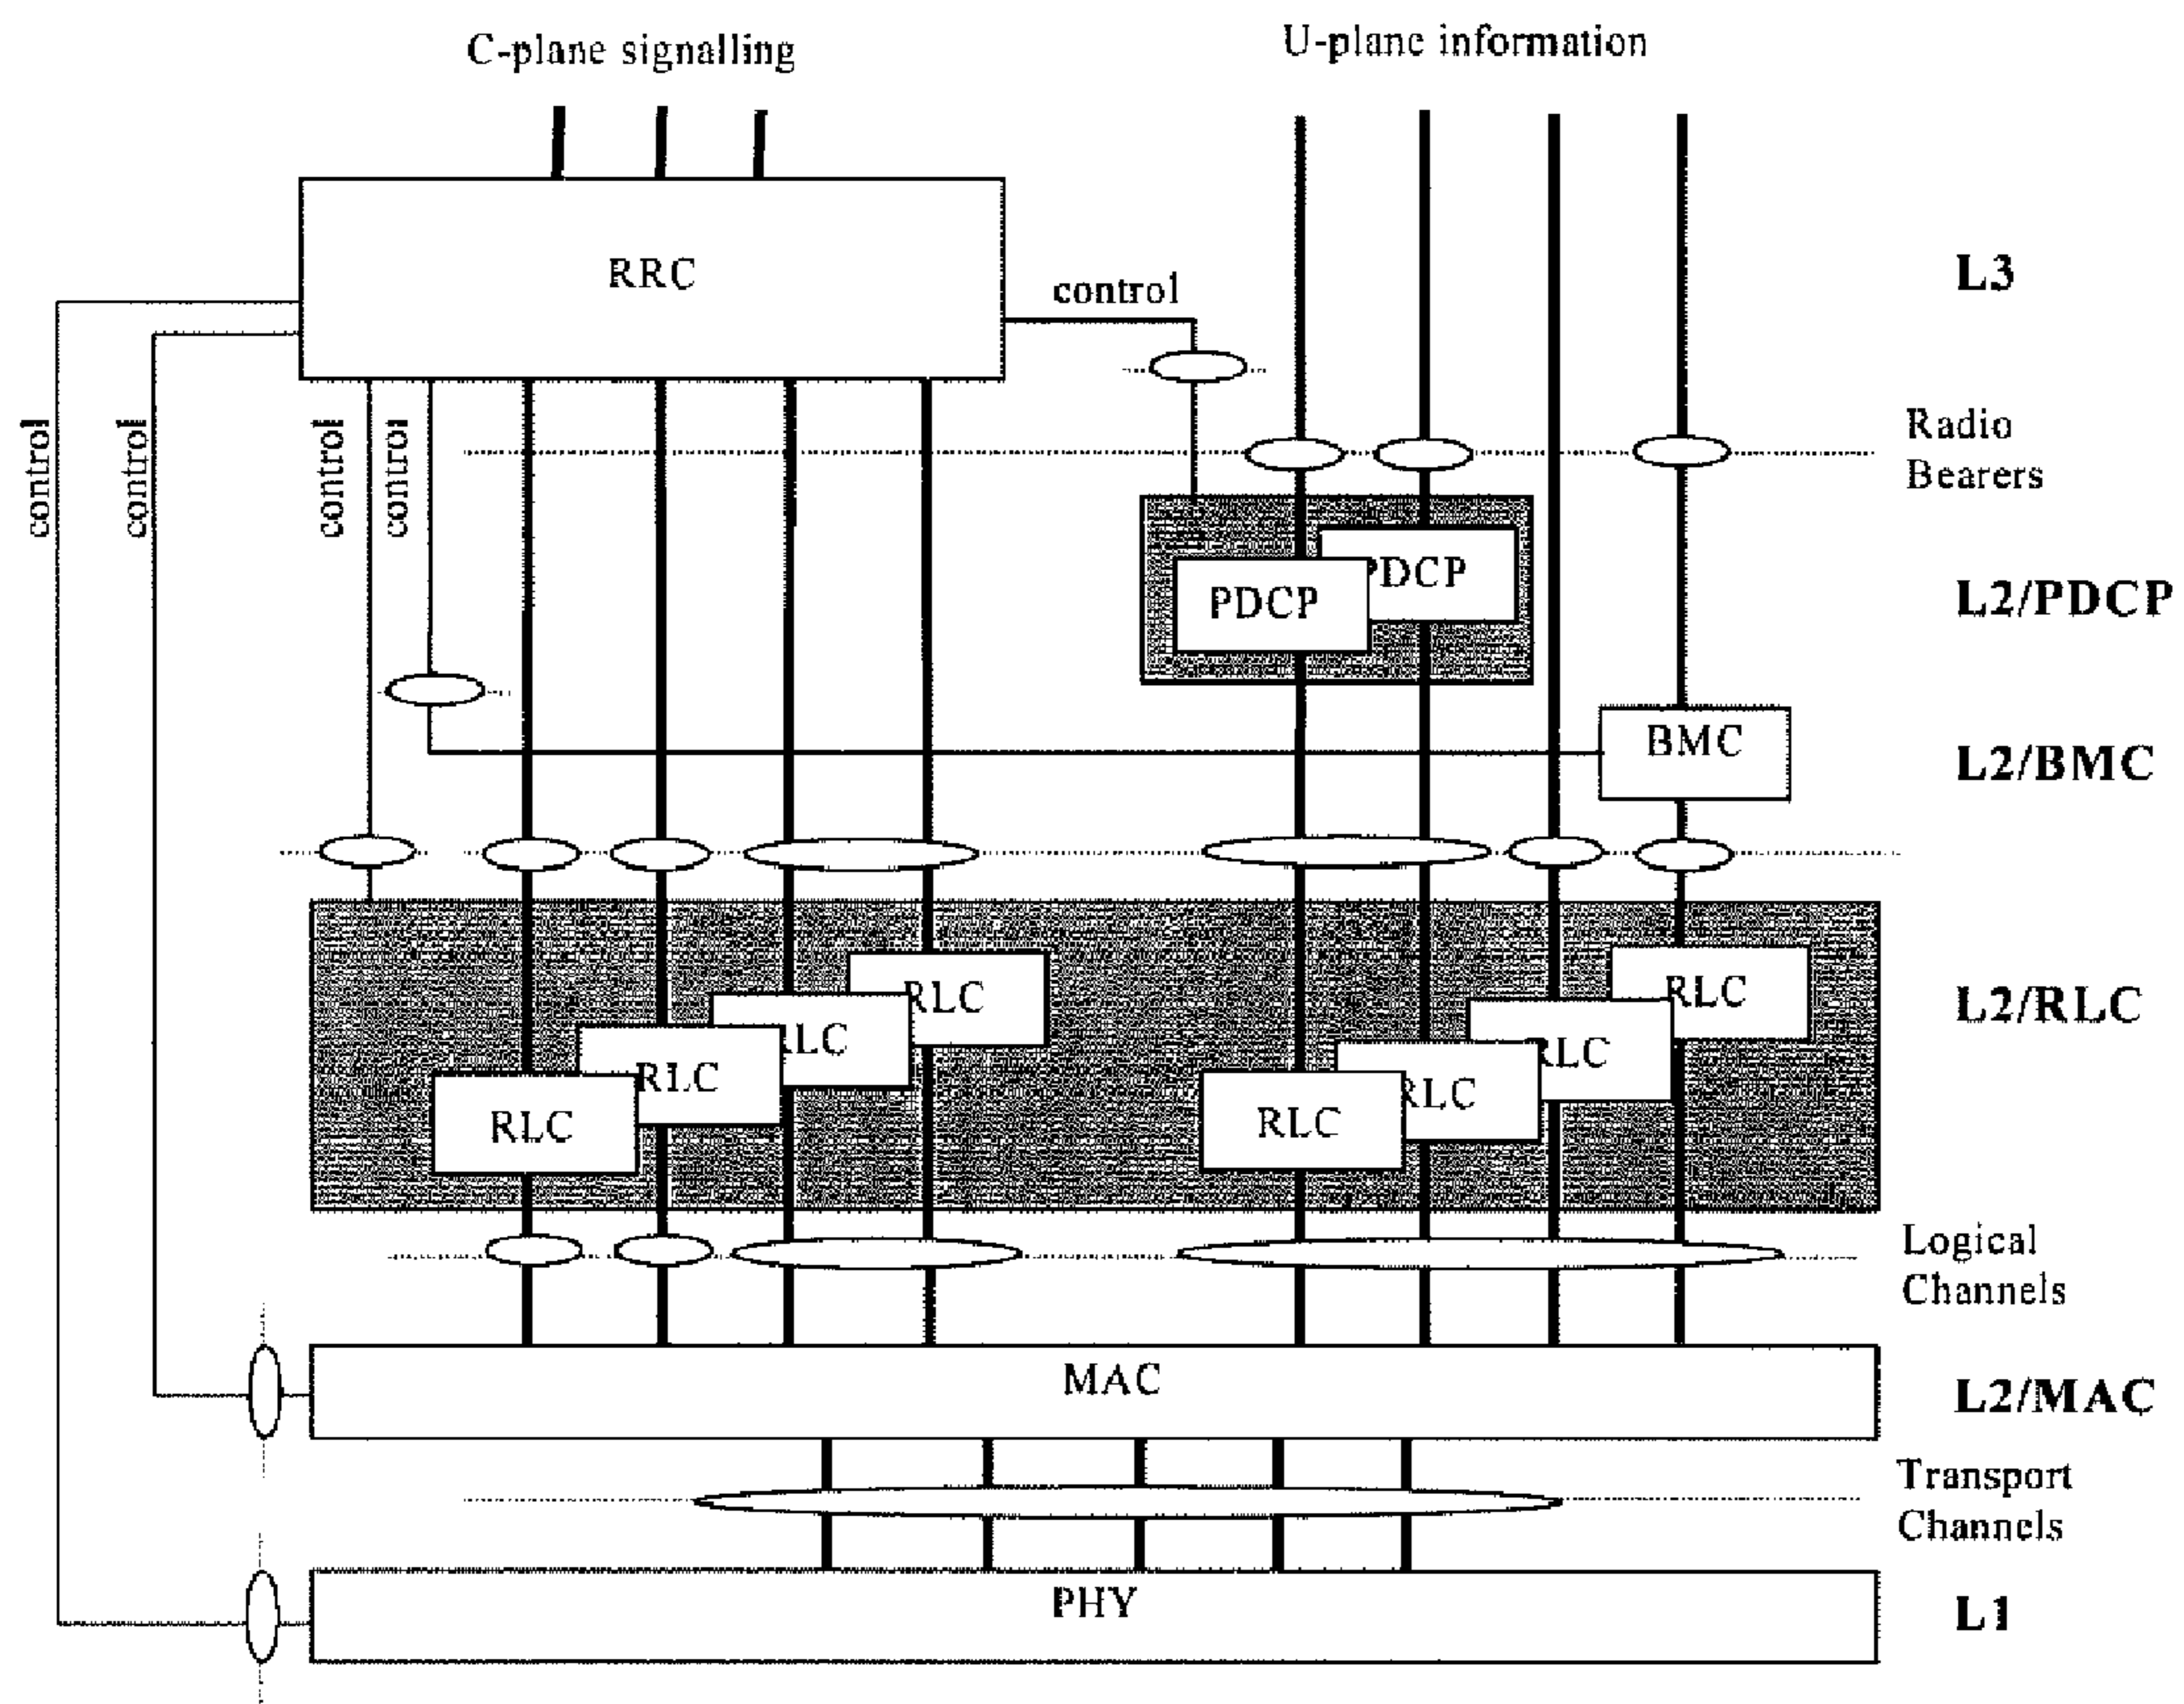 C-plane signalling
U-plane information
RRC
control
L3
control
control
control
control
Radio
Bearers
PDCP
PDCP
L2/PDCP
BMC
L2/BMC
RLC
RLC
RLC
RLC
RLC
RLC
RLC
RLC
L2/RLC
Logical
Channels
MAC
L2/MAC
Transport
Channels
PHY
L1